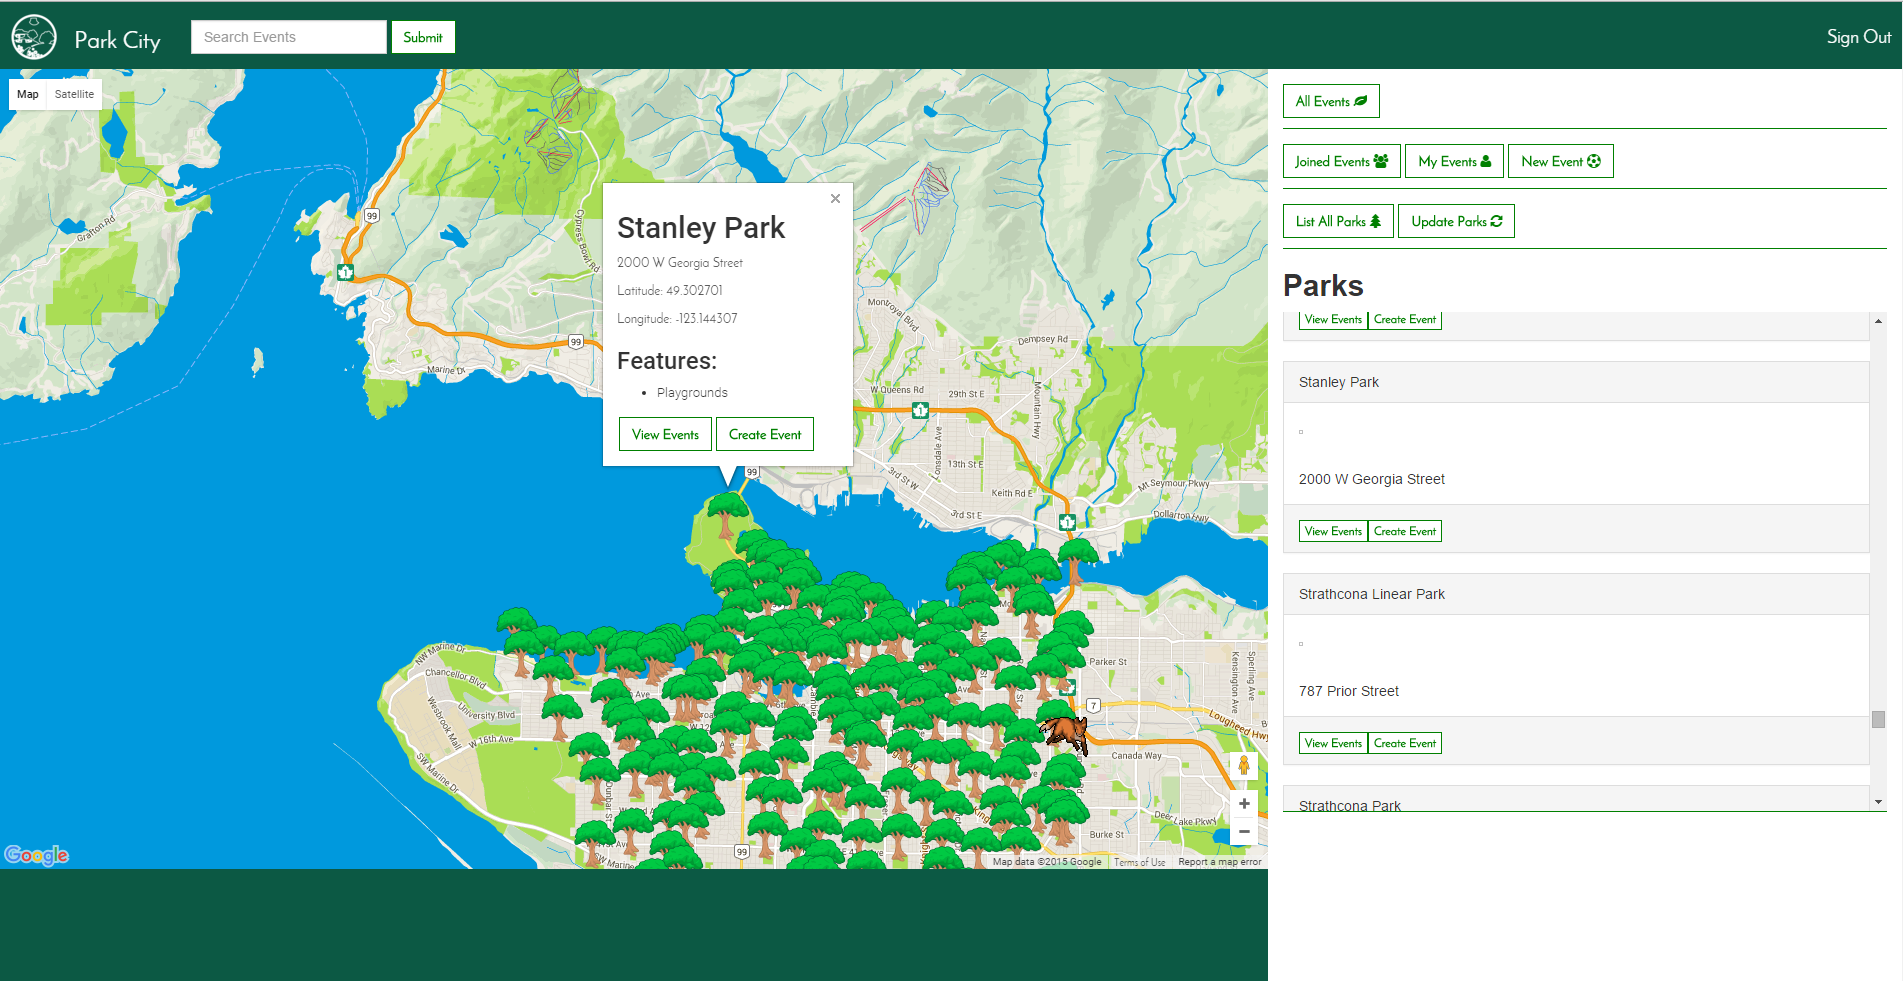 Park City
Search Events
Submit
Sign Out
Map
Satellite
Grafton Rd
99
1
Cypress Bowl Rd
99
Marine Dr
Stanley Park
2000 W Georgia Street
Latitude: 49.302701
Longitude: -123.144307
Features:
Playgrounds
View Events
Create Event
Montroyal Blvd
Dempsey Rd
W Queens Rd
29th St E
Mountain Hwy
1
Lonsdale Ave
13th St E
99
3rd St W
Keith Rd E
Mt Seymour Pkwy
3rd St E
1
Dollarton Hwy
NW Marine Dr
Chancellor Blvd
Wesbrook Mall
University Blvd
W 16th Ave
SW Marine Dr
Parker St
Kensington Ave
Sperling Ave
7
Lougheed Hwy
Canada Way
Dunbar St
Deer Lake Pkwy
Burke St
99
SW Marine
Google
Map data ©2015 Google
Terms of Use
Report a map error
All Events
Joined Events
My Events
New Event
List All Parks
Update Parks
Parks
View Events
Create Event
Stanley Park
2000 W Georgia Street
View Events
Create Event
Strathcona Linear Park
787 Prior Street
View Events
Create Event
Strathcona Park